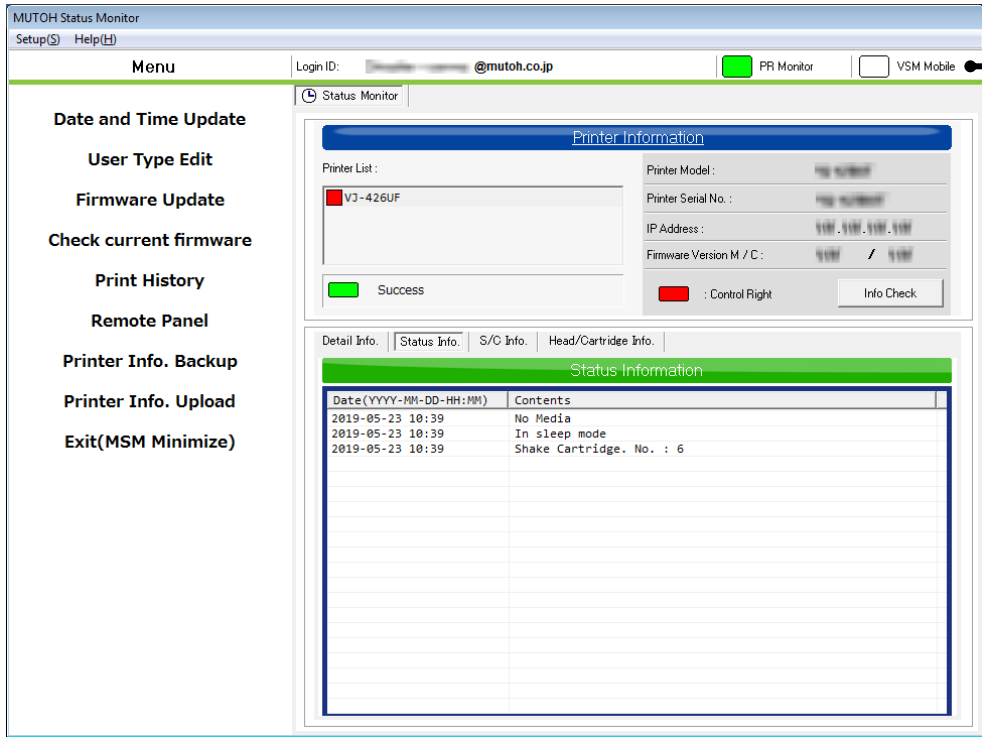 MUTOH Status Monitor
Setup(S) Help(H)
Menu
Login ID: @mutoh.co.jp PR Monitor VSM Mobile
Status Monitor
Date and Time Update
User Type Edit
Firmware Update
Check current firmware
Print History
Remote Panel
Printer Info. Backup
Printer Info. Upload
Exit(MSM Minimize)
Printer Information
Printer List :
VJ-426UF
Success
Printer Model :
Printer Serial No. :
IP Address :
Firmware Version M / C : /
: Control Right Info Check
Detail Info. Status Info. S/C Info. Head/Cartridge Info.
Status Information
Date(YYYY-MM-DD-HH:MM) Contents
2019-05-23 10:39 No Media
2019-05-23 10:39 In sleep mode
2019-05-23 10:39 Shake Cartridge. No. : 6